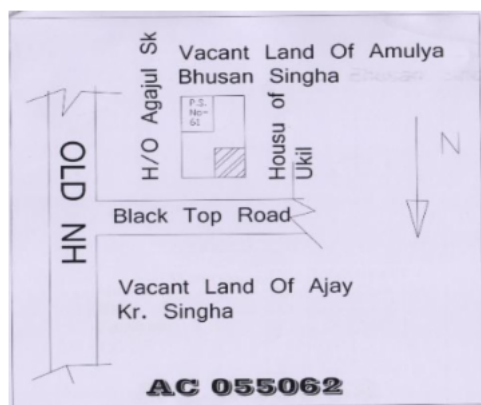 Vacant Land Of Amulya
Bhusan Singha
H/O Agajul Sk
P.S.
No-
61
Housu of
Ukil
N
OLD NH
Black Top Road
Vacant Land Of Ajay
Kr. Singha
AC 055062